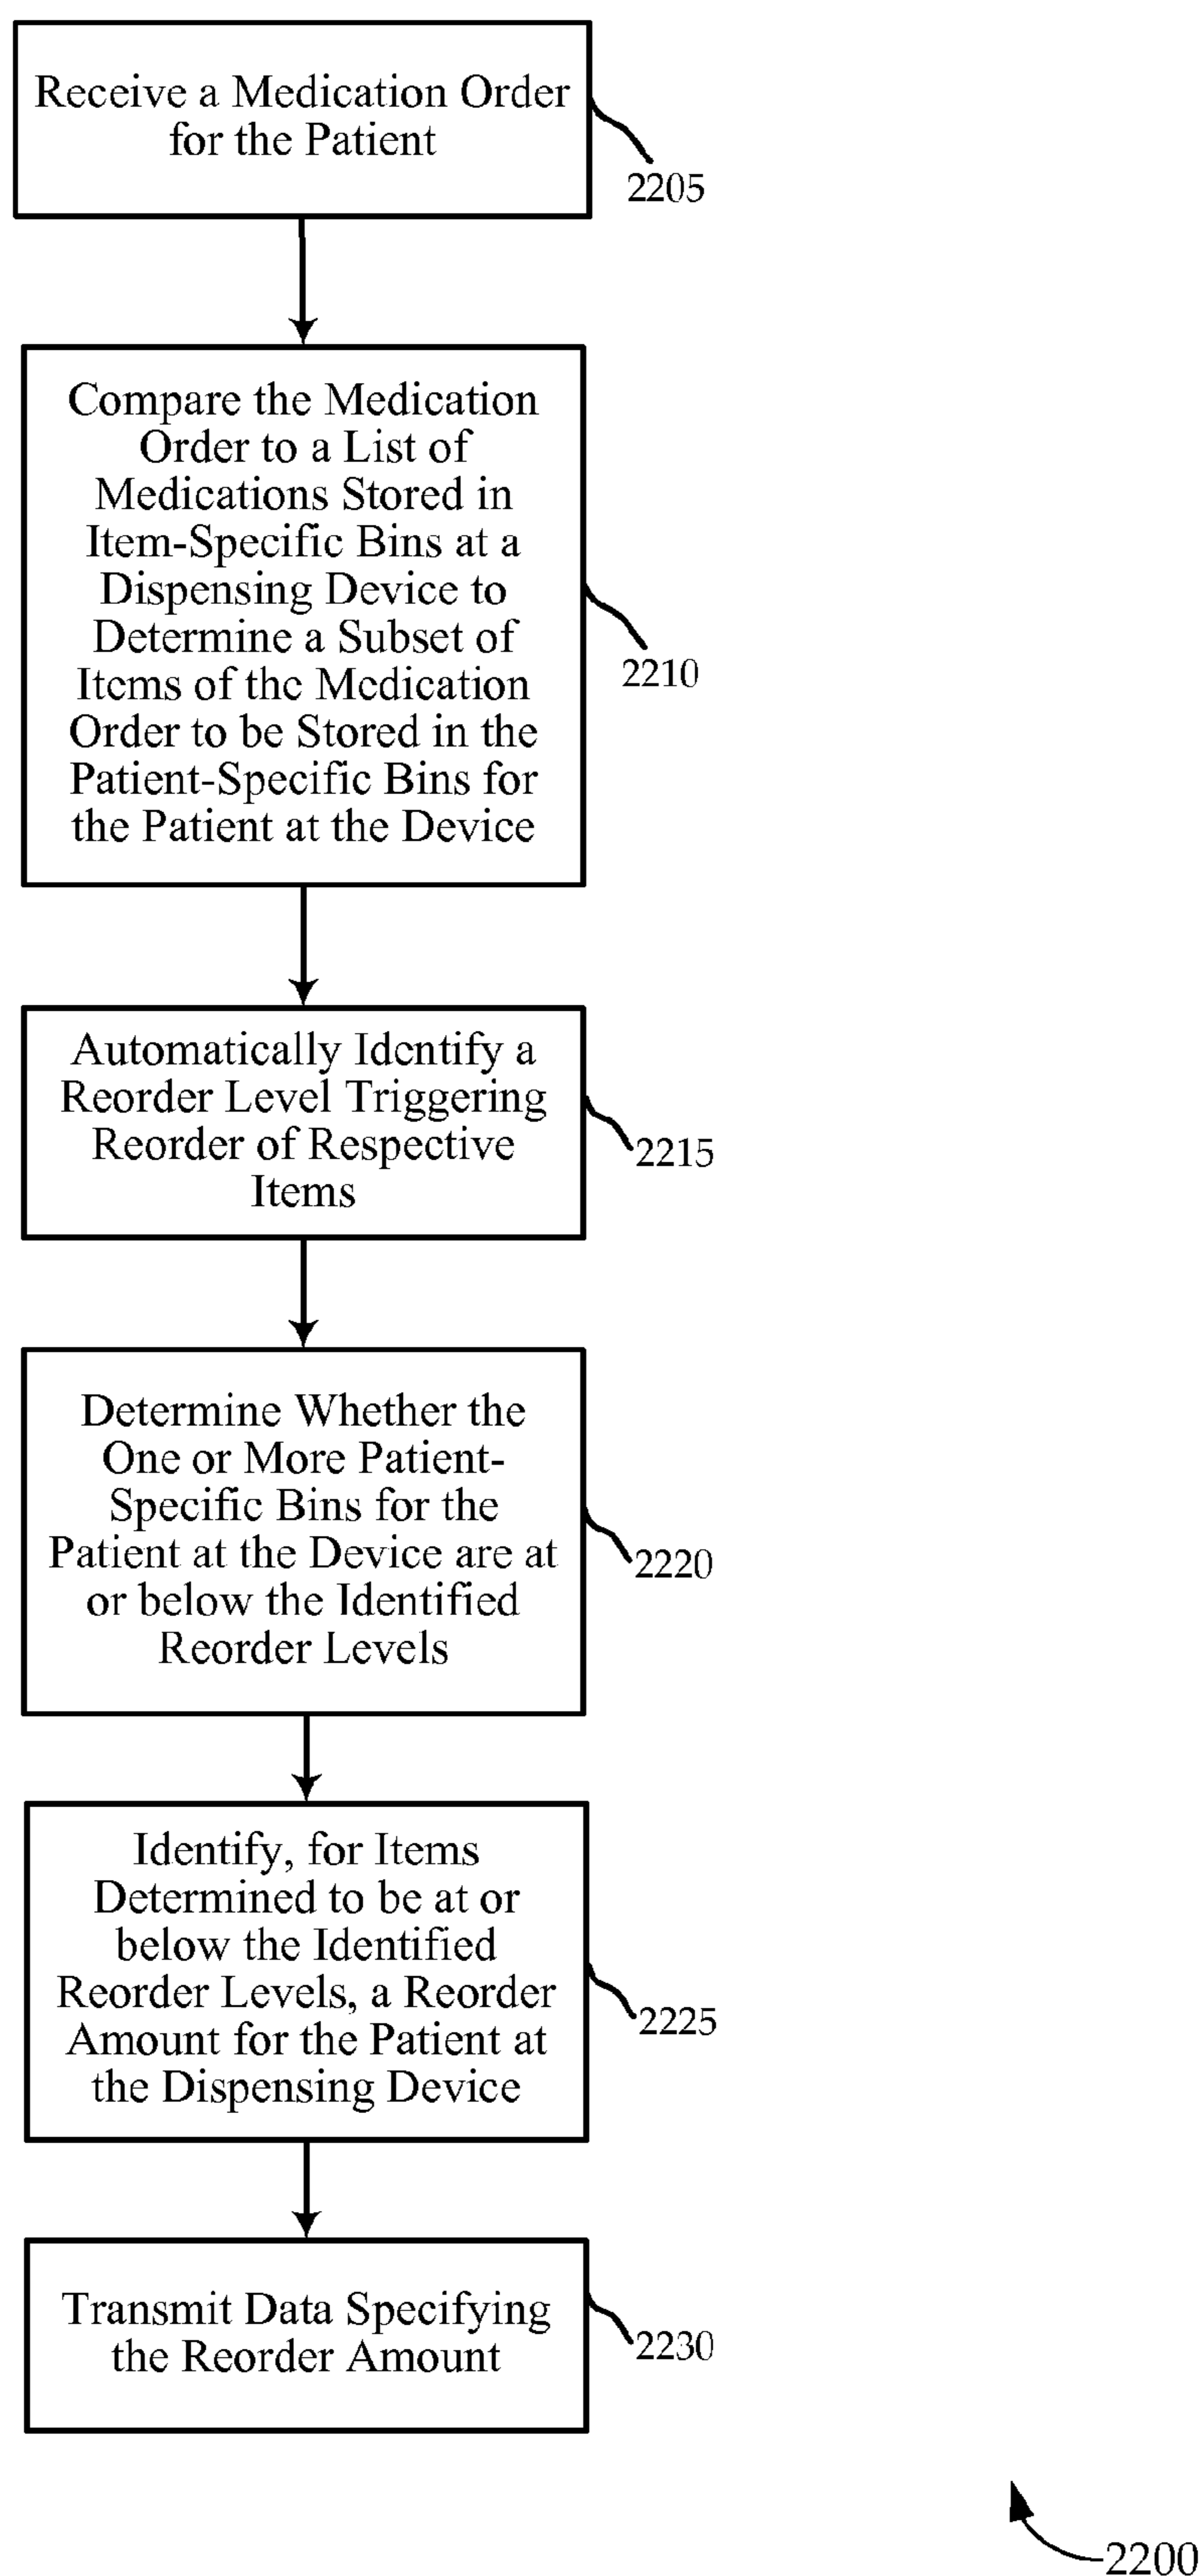 Receive a Medication Order
for the Patient
2205
Compare the Medication
Order to a List of
Medications Stored in
Item-Specific Bins at a
Dispensing Device to
Determine a Subset of
Items of the Medication
Order to be Stored in the
Patient-Specific Bins for
the Patient at the Device
2210
Automatically Identify a
Reorder Level Triggering
Reorder of Respective
Items
2215
Determine Whether the
One or More Patient-
Specific Bins for the
Patient at the Device are at
or below the Identified
Reorder Levels
2220
Identify, for Items
Determined to be at or
below the Identified
Reorder Levels, a Reorder
Amount for the Patient at
the Dispensing Device
2225
Transmit Data Specifying
the Reorder Amount
2230
2200